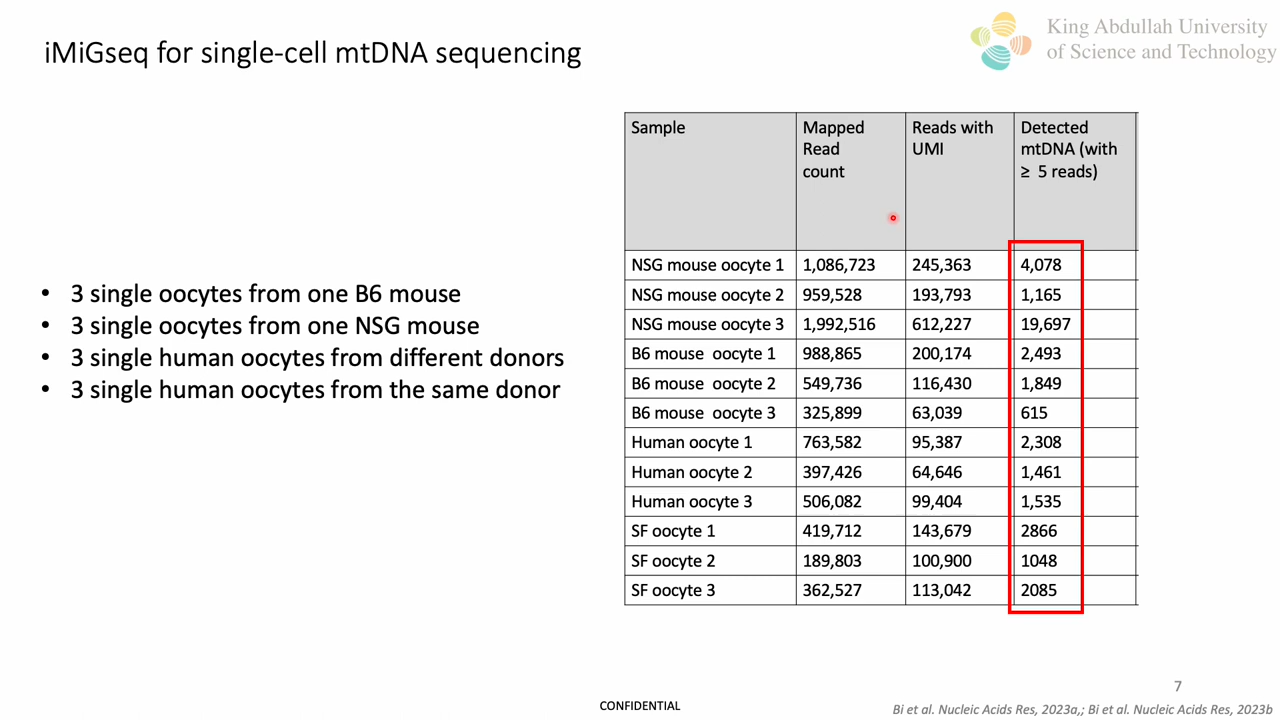 iMiGseq for single-cell mtDNA sequencing
King Abdullah University
of Science and Technology
• 3 single oocytes from one B6 mouse
• 3 single oocytes from one NSG mouse
• 3 single human oocytes from different donors
• 3 single human oocytes from the same donor
Sample Mapped Read count Reads with UMI Detected mtDNA (with ≥ 5 reads)
NSG mouse oocyte 1 1,086,723 245,363 4,078
NSG mouse oocyte 2 959,528 193,793 1,165
NSG mouse oocyte 3 1,992,516 612,227 19,697
B6 mouse oocyte 1 988,865 200,174 2,493
B6 mouse oocyte 2 549,736 116,430 1,849
B6 mouse oocyte 3 325,899 63,039 615
Human oocyte 1 763,582 95,387 2,308
Human oocyte 2 397,426 64,646 1,461
Human oocyte 3 506,082 99,404 1,535
SF oocyte 1 419,712 143,679 2866
SF oocyte 2 189,803 100,900 1048
SF oocyte 3 362,527 113,042 2085
7
CONFIDENTIAL
Bi et al. Nucleic Acids Res, 2023a,; Bi et al. Nucleic Acids Res, 2023b